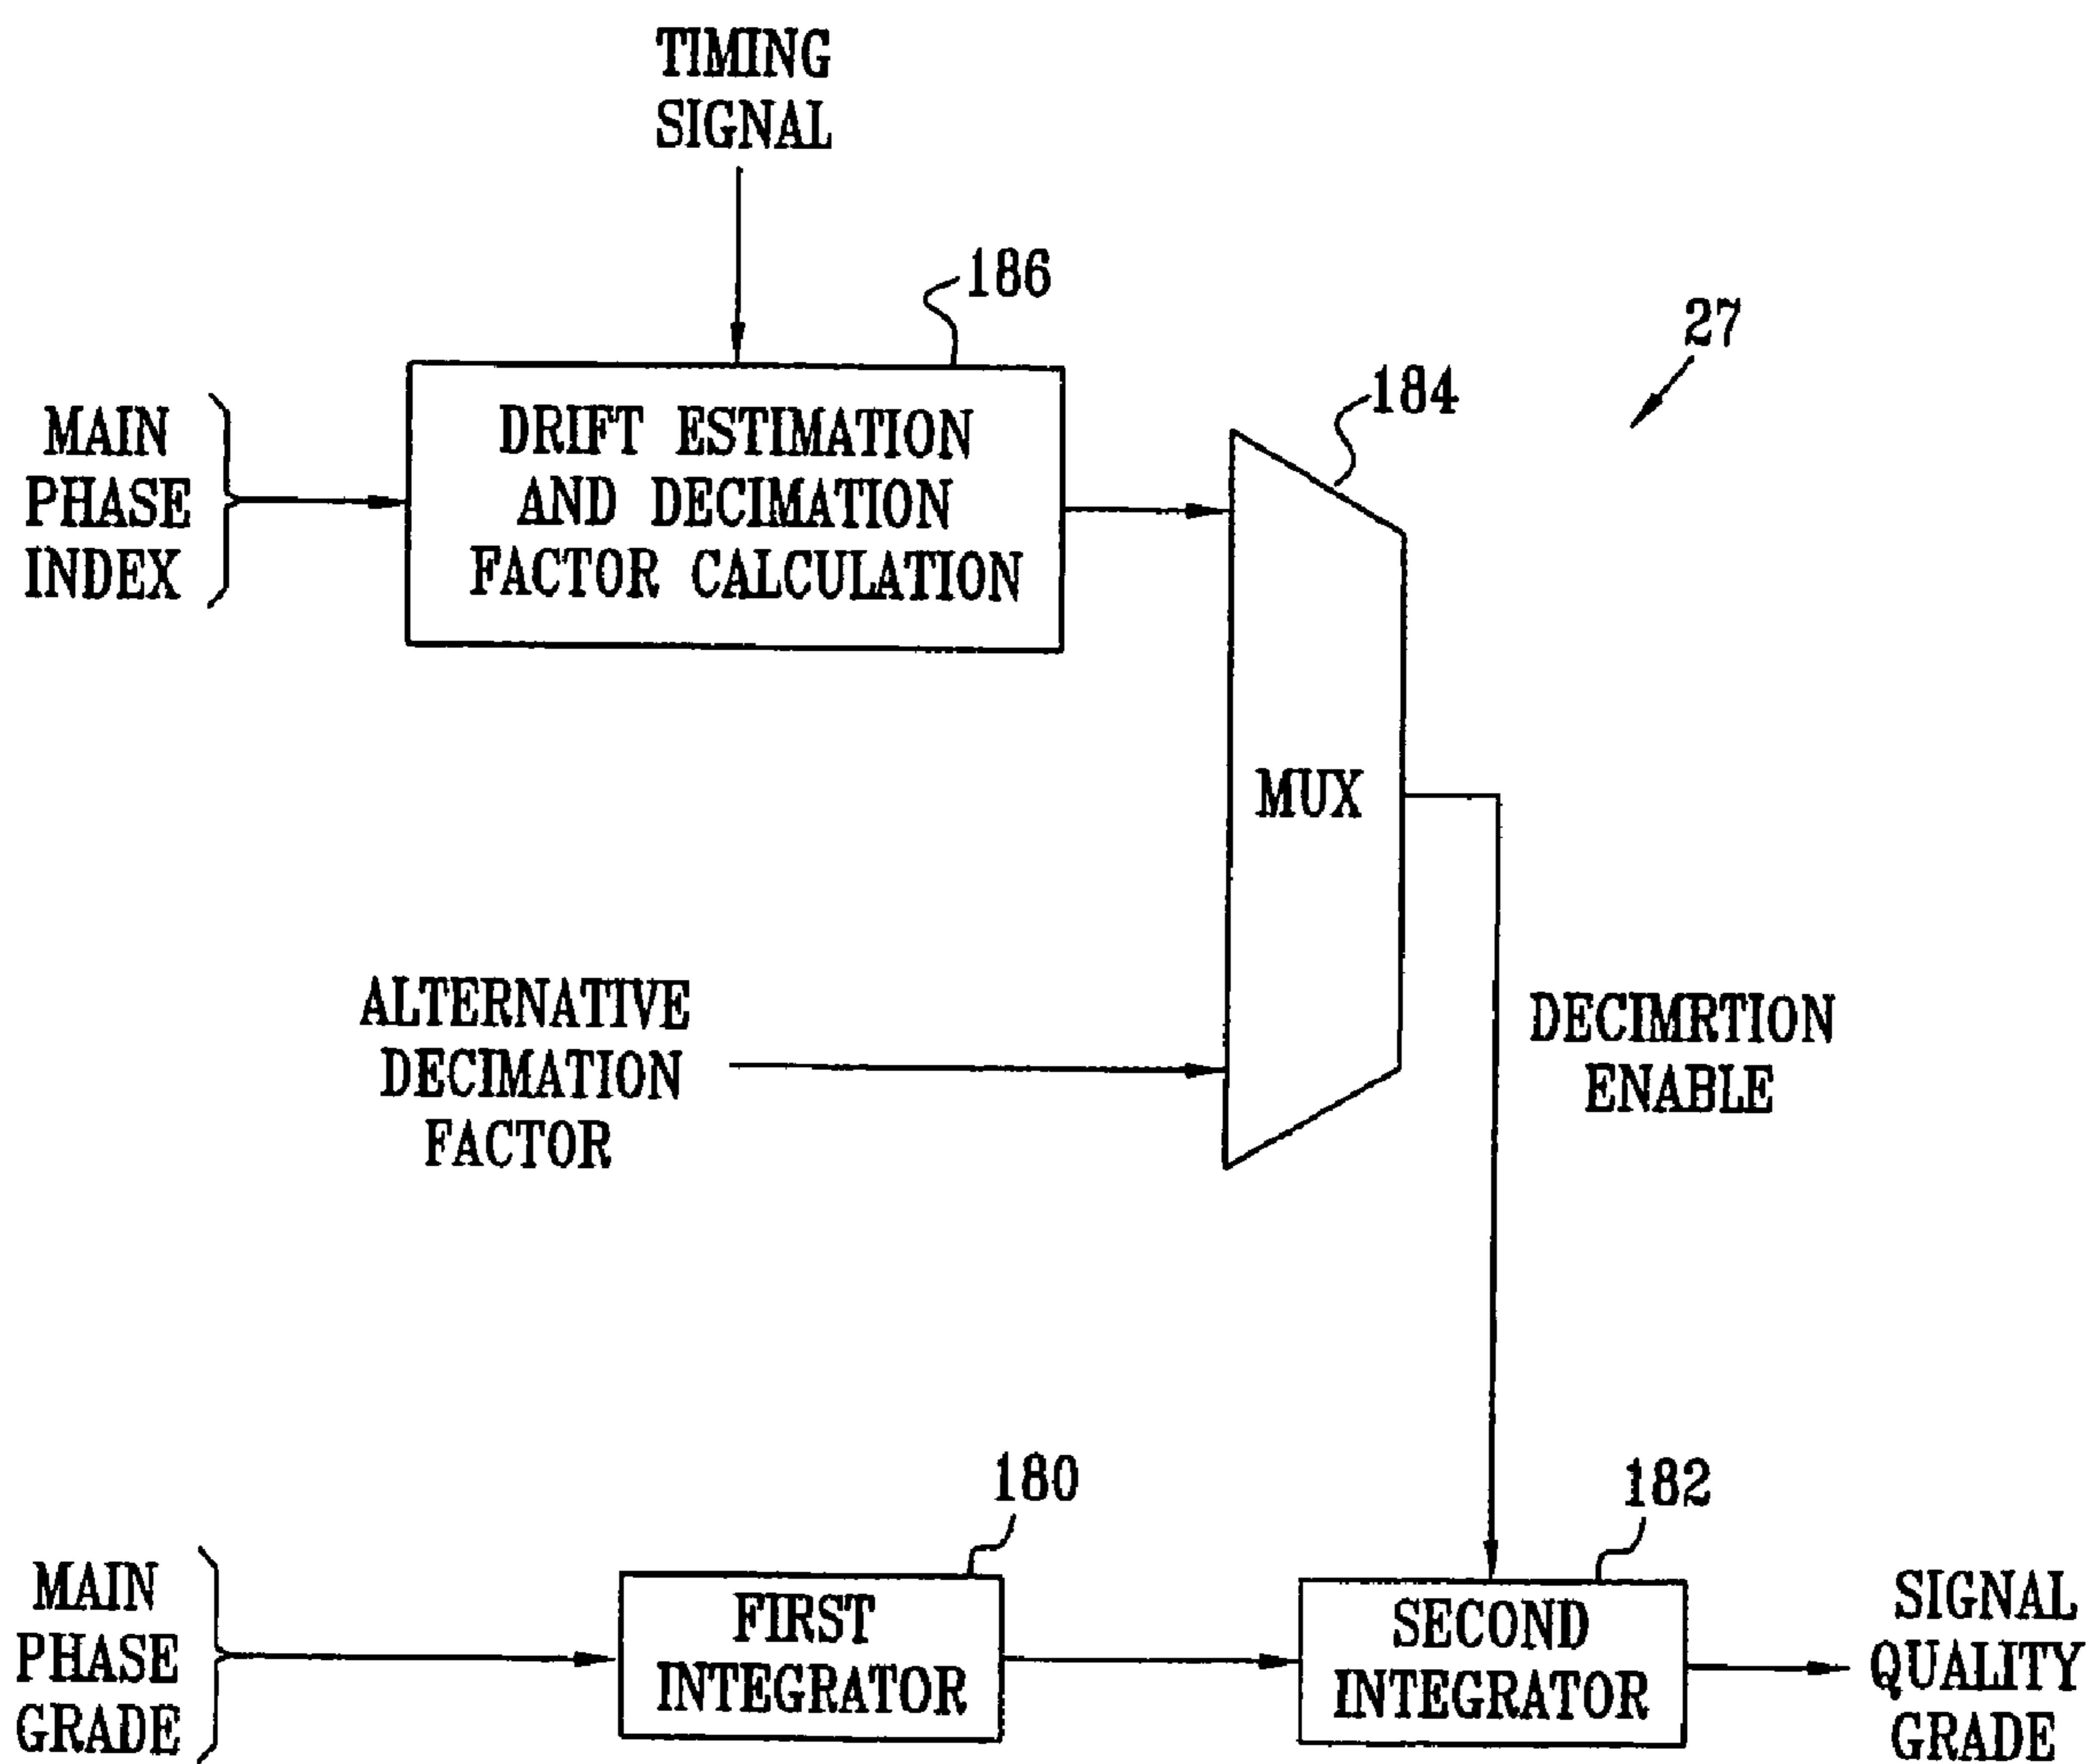 TIMING
SIGNAL
186
27
184
MAIN
PHASE
INDEX
DRIFT ESTIMATION
AND DECIMATION
FACTOR CALCULATION
MUX
ALTERNATIVE
DECIMATION
FACTOR
DECIMRTION
ENABLE
180
182
MAIN
PHASE
GRADE
FIRST
INTEGRATOR
SECOND
INTEGRATOR
SIGNAL
QUALITY
GRADE